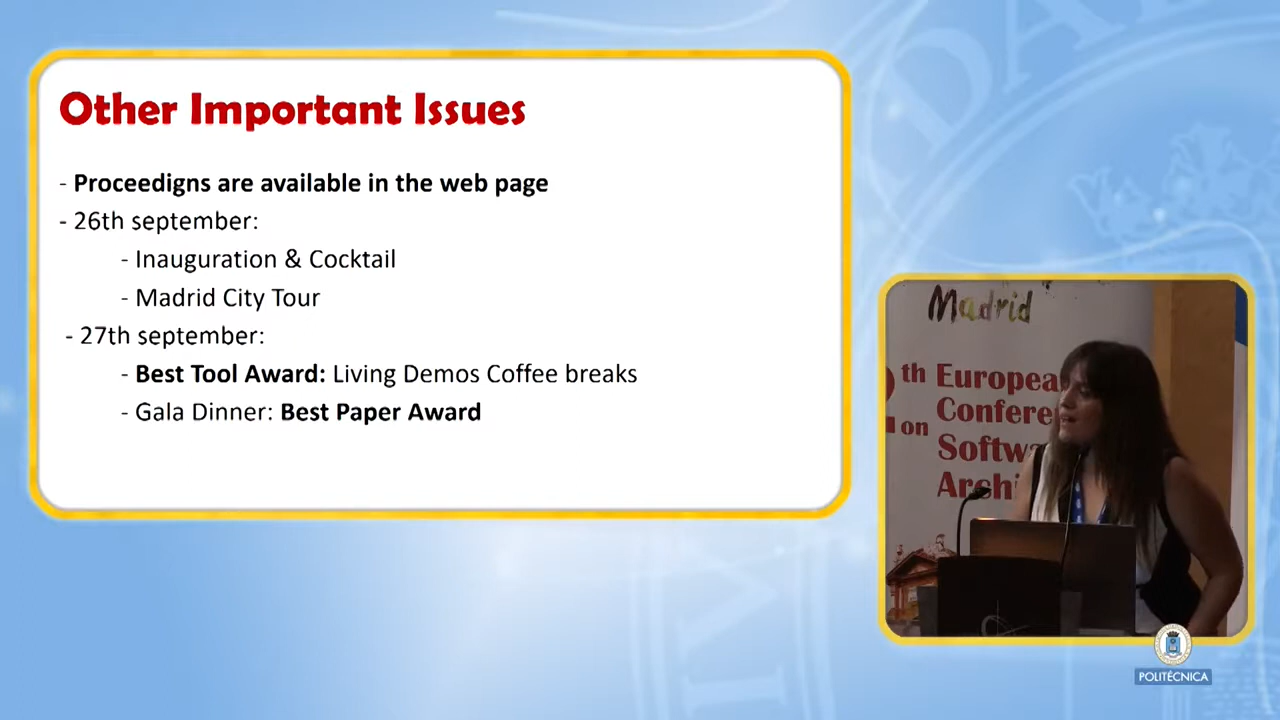 Other Important Issues
- Proceedigns are available in the web page
- 26th september:
- Inauguration & Cocktail
- Madrid City Tour
- 27th september:
- Best Tool Award: Living Demos Coffee breaks
- Gala Dinner: Best Paper Award
Madrid
th Europea
Confere
on
Softw
Archi
POLITÉCNICA